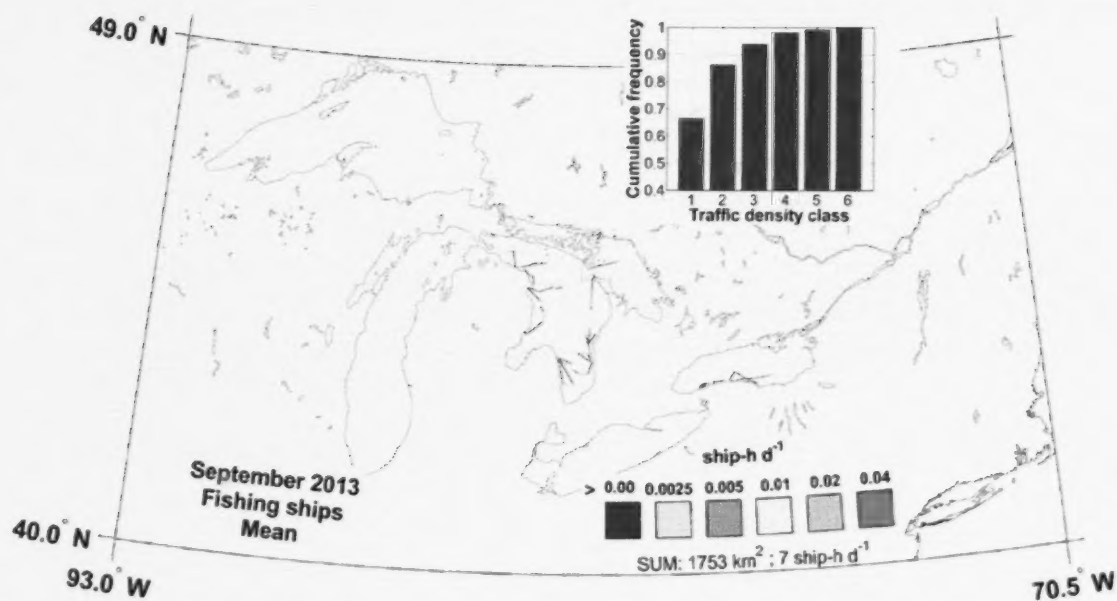 49.0° N
Cumulative frequency
1
0.9
0.8
0.7
0.6
0.5
0.4
1 2 3 4 5 6
Traffic density class
September 2013
Fishing ships
Mean
ship-h d⁻¹
> 0.00 0.0025 0.005 0.01 0.02 0.04
SUM: 1753 km² ; 7 ship-h d⁻¹
40.0° N
93.0° W
70.5° W